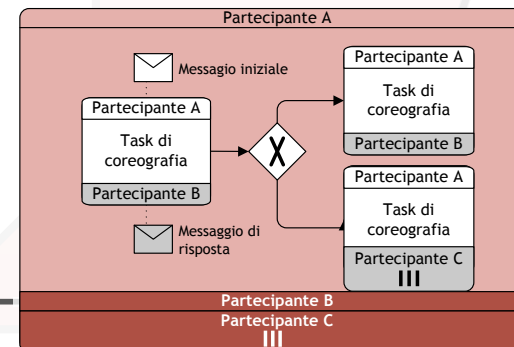 Partecipante A
Messagio iniziale
Partecipante A
Task di
coreografia
Partecipante B
Messaggio di
risposta
X
Partecipante A
Task di
coreografia
Partecipante B
Partecipante A
Task di
coreografia
Partecipante C
Partecipante B
Partecipante C